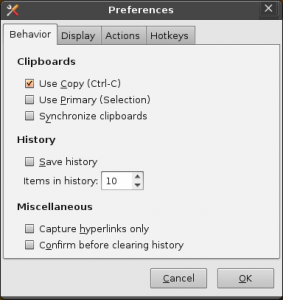 Preferences
Behavior Display Actions Hotkeys
Clipboards
Use Copy (Ctrl-C)
Use Primary (Selection)
Synchronize clipboards
History
Save history
Items in history: 10
Miscellaneous
Capture hyperlinks only
Confirm before clearing history
Cancel OK